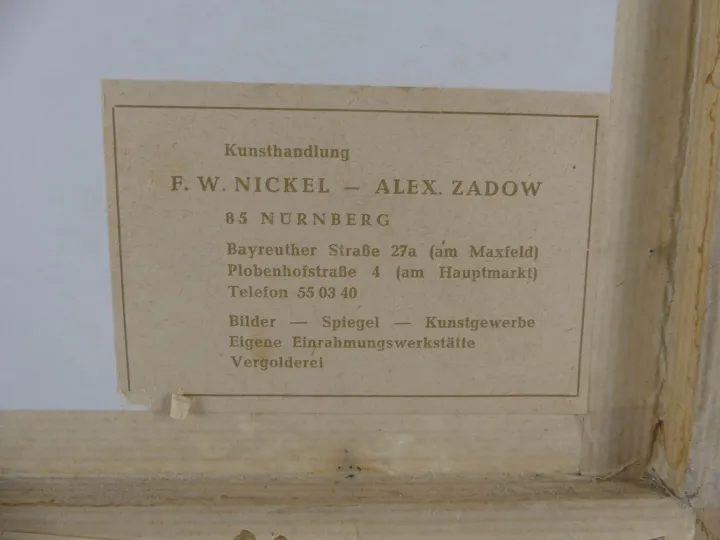 Kunsthandlung
F. W. NICKEL — ALEX. ZADOW
85 NÜRNBERG
Bayreuther Straße 27a (am Maxfeld)
Plobenhofstraße 4 (am Hauptmarkt)
Telefon 55 03 40
Bilder — Spiegel — Kunstgewerbe
Eigene Einrahmungswerkstätte
Vergolderei